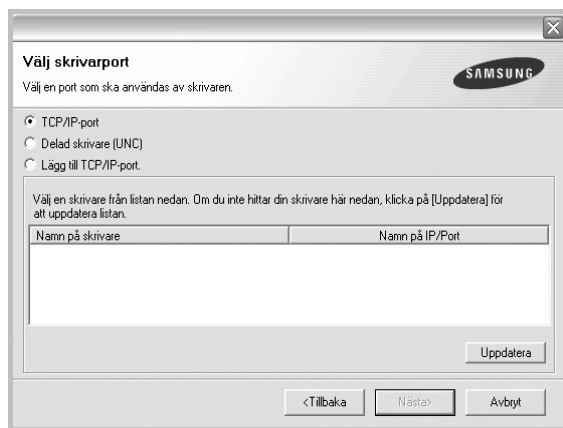 Välj skrivarport
Välj en port som ska användas av skrivaren.
SAMSUNG
TCP/IP-port
Delad skrivare (UNC)
Lägg till TCP/IP-port.
Välj en skrivare från listan nedan. Om du inte hittar din skrivare här nedan, klicka på [Uppdatera] för
att uppdatera listan.
Namn på skrivare Namn på IP/Port
Uppdatera
<Tillbaka Nästa> Avbryt